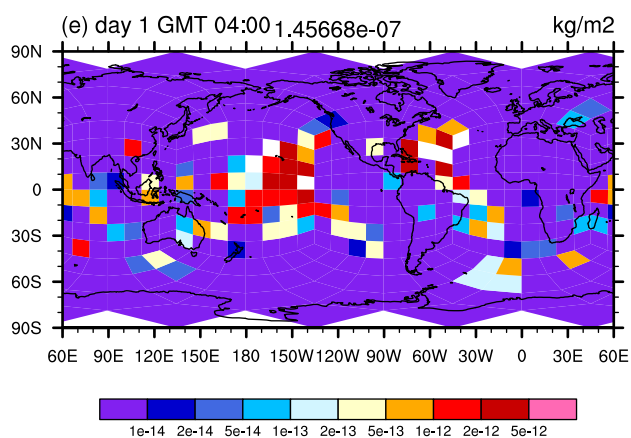 (e) day 1 GMT 04:00 1.45668e-07 kg/m2
90N
60N
30N
0
30S
60S
90S
60E 90E 120E 150E 180 150W 120W 90W 60W 30W 0 30E 60E
1e-14 2e-14 5e-14 1e-13 2e-13 5e-13 1e-12 2e-12 5e-12